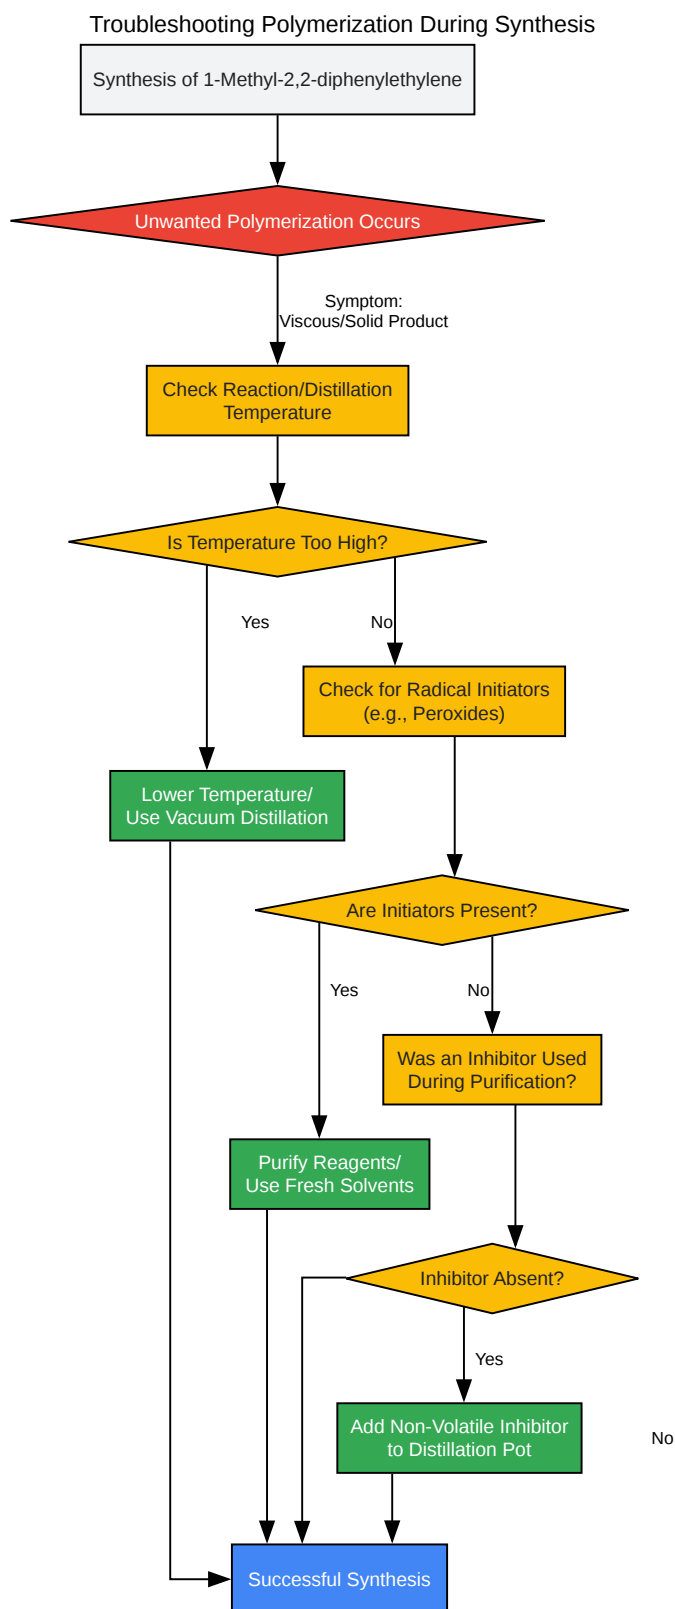 Troubleshooting Polymerization During Synthesis
Synthesis of 1-Methyl-2,2-diphenylethylene
Unwanted Polymerization Occurs
Symptom:
Viscous/Solid Product
Check Reaction/Distillation
Temperature
Is Temperature Too High?
Yes
No
Check for Radical Initiators
(e.g., Peroxides)
Lower Temperature/
Use Vacuum Distillation
Are Initiators Present?
Yes
No
Was an Inhibitor Used
During Purification?
Purify Reagents/
Use Fresh Solvents
Inhibitor Absent?
Yes
Add Non-Volatile Inhibitor
to Distillation Pot
No
Successful Synthesis